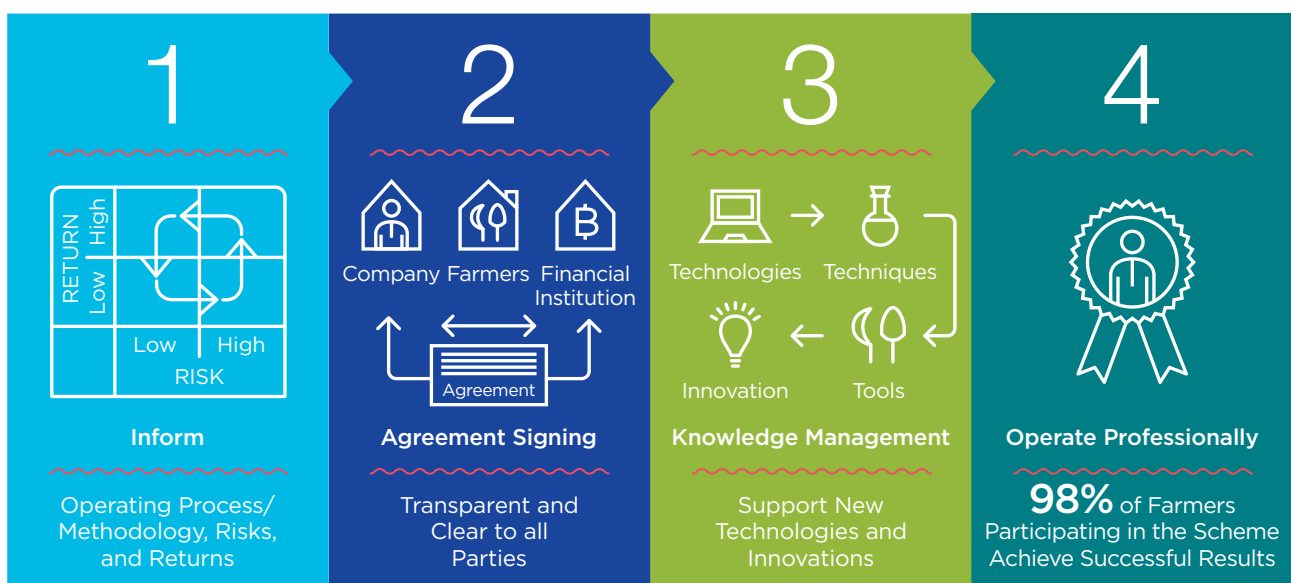 1
RETURN
High
Low
Low
High
RISK
Inform
Operating Process/
Methodology, Risks,
and Returns
2
Company
Farmers
Financial
Institution
Agreement
Agreement Signing
Transparent and
Clear to all
Parties
3
Technologies
Techniques
Innovation
Tools
Knowledge Management
Support New
Technologies and
Innovations
4
Operate Professionally
98% of Farmers
Participating in the Scheme
Achieve Successful Results